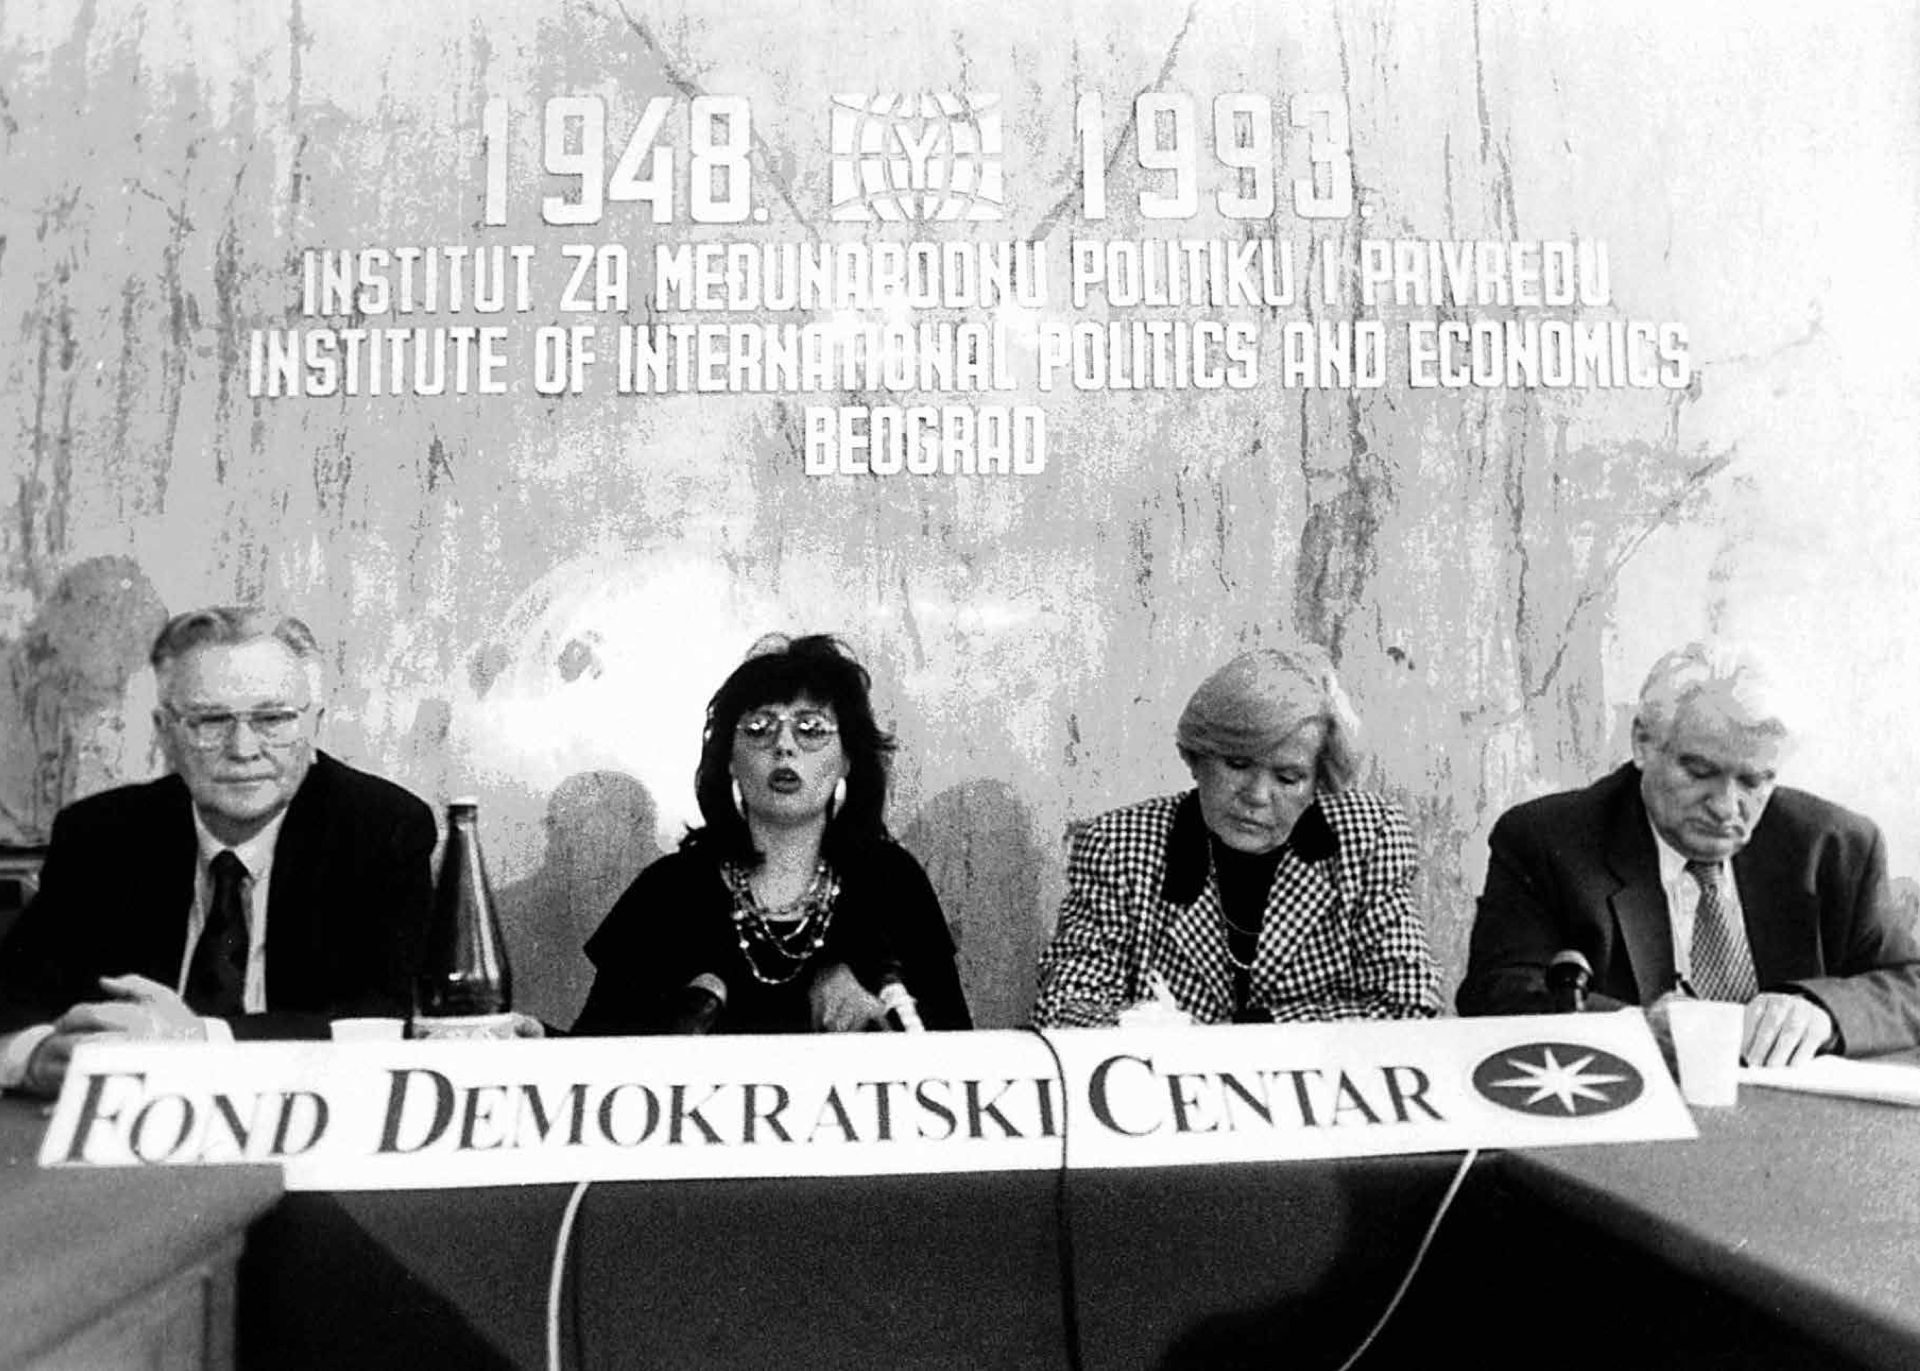 1948. 1993.
INSTITUT ZA MEĐUNARODNU POLITIKU I PRIVREDU
INSTITUTE OF INTERNATIONAL POLITICS AND ECONOMICS
BEOGRAD
FOND DEMOKRATSKI CENTAR